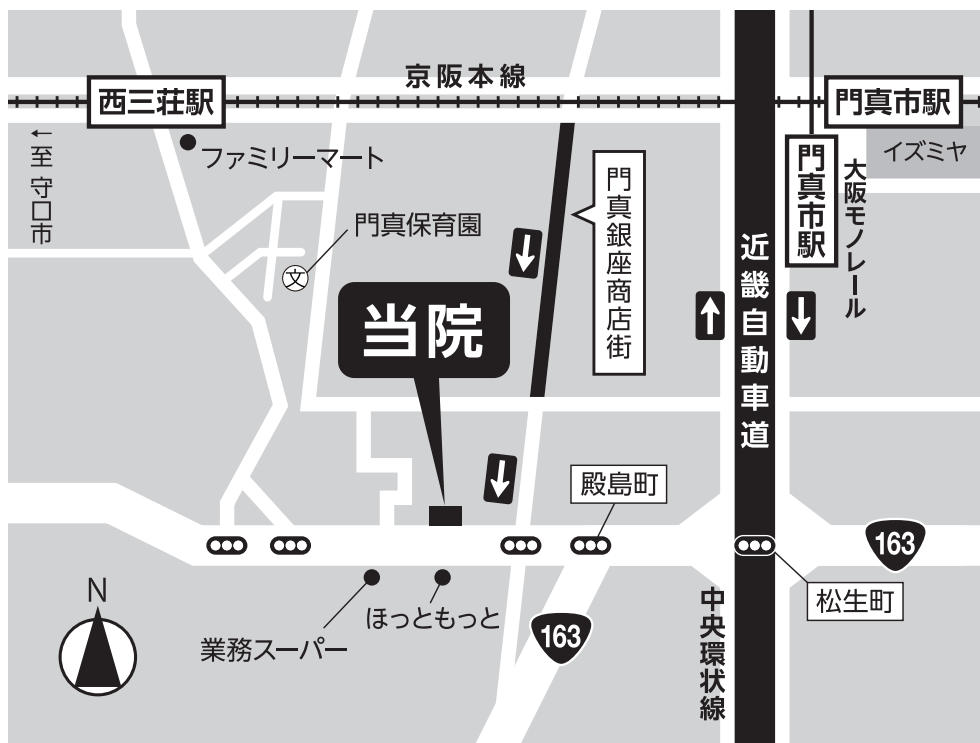 京阪本線
西三荘駅
門真市駅
ファミリーマート
イズミヤ
←至 守口市
門真保育園
文
門真銀座商店街
門真市駅
大阪モノレール
近畿自動車道
当院
殿島町
163
松生町
N
ほっともっと
業務スーパー
163
中央環状線